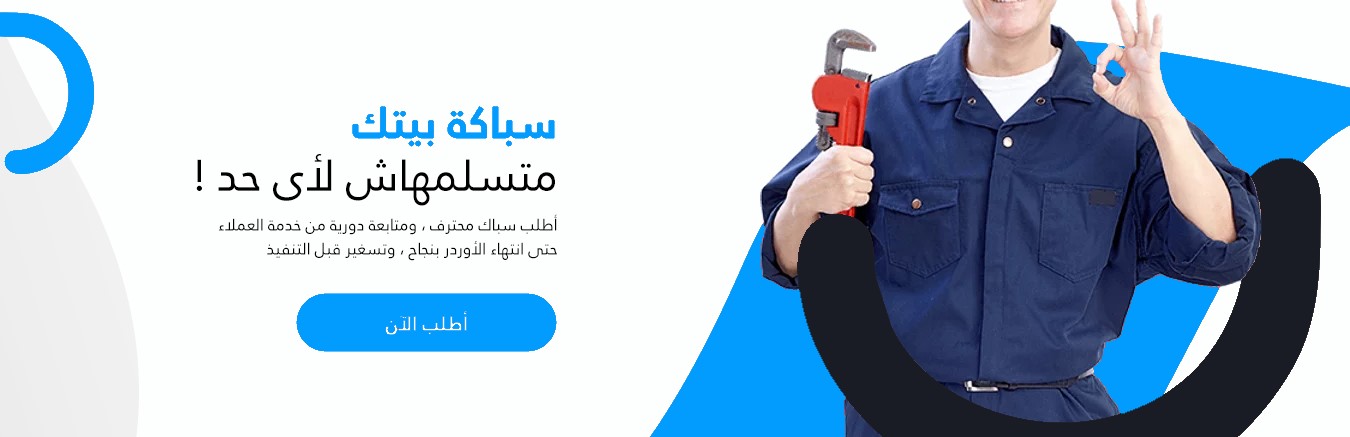 سباكة بيتك
متسلمهاش لأى حد !
أطلب سباك محترف ، ومتابعة دورية من خدمة العملاء
حتى انتهاء الأوردر بنجاح ، وتسغير قبل التنفيذ
أطلب الآن